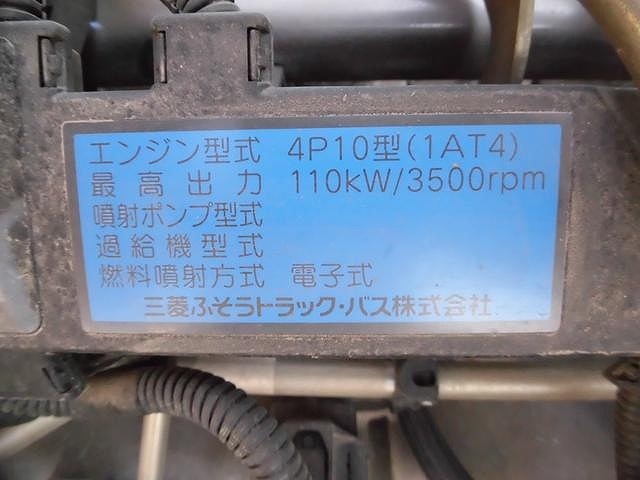 エンジン型式 4P10型(1AT4)
最高出力 110kW/3500rpm
噴射ポンプ型式
過給機型式
燃料噴射方式 電子式
三菱ふそうトラック・バス株式会社